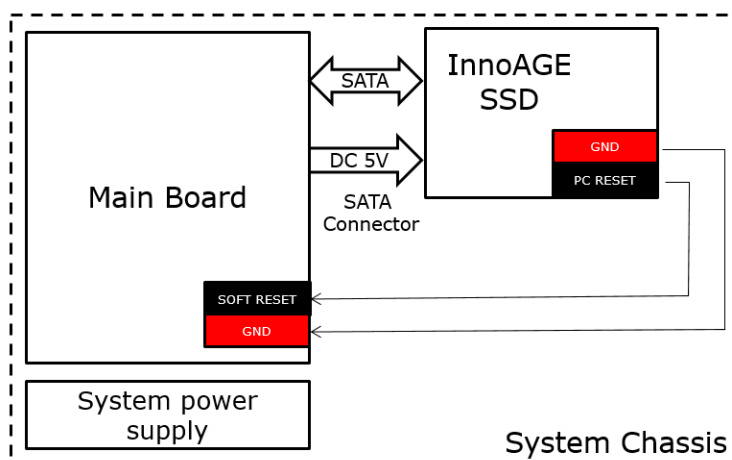 InnoAGE
SSD
SATA
GND
DC 5V
PC RESET
Main Board
SATA
Connector
SOFT RESET
GND
System power
supply
System Chassis